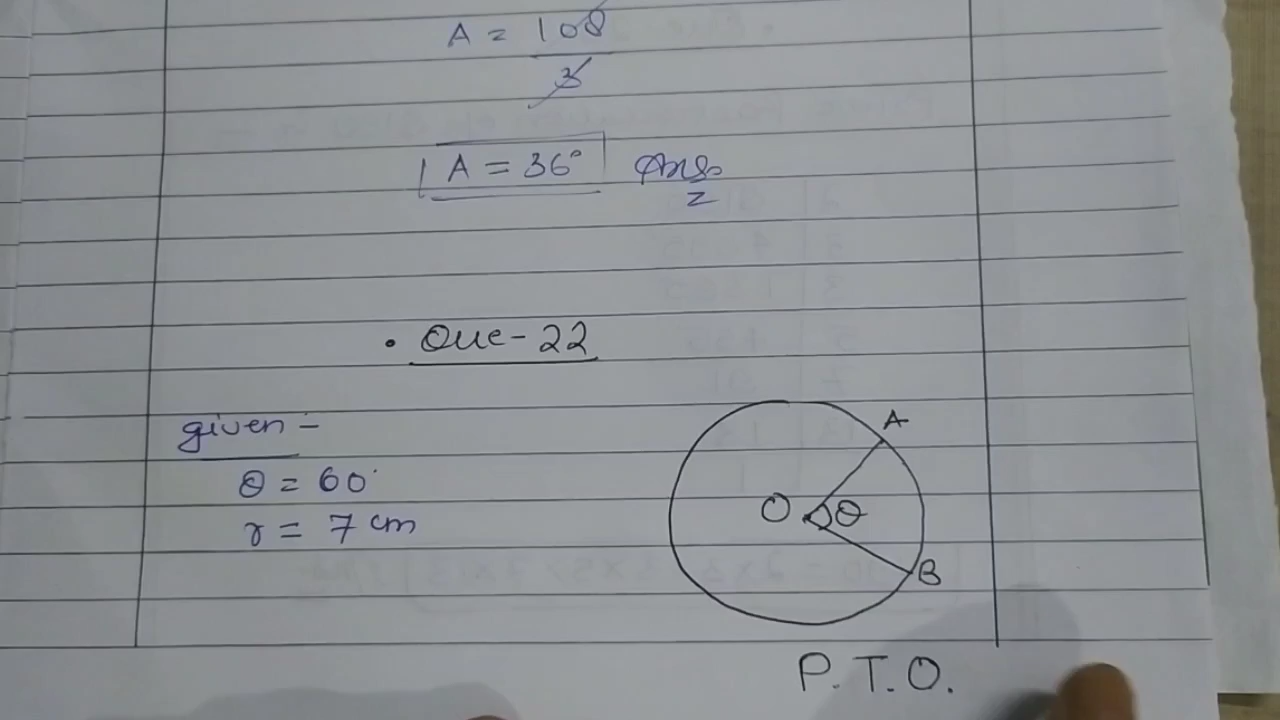 A = 108
3
A = 36° Ans
• Que-22
given -
θ = 60°
r = 7 cm
A
O θ
B
P.T.O.